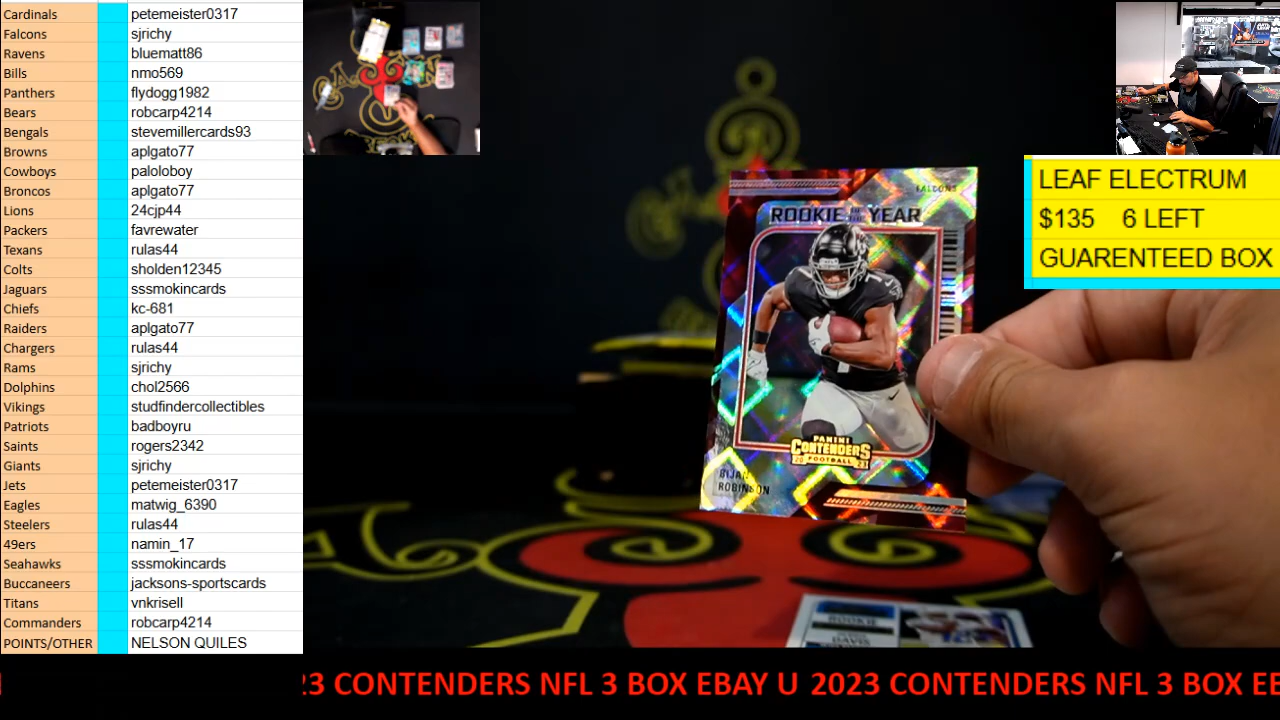 Cardinals petemeister0317
Falcons sjrichy
Ravens bluematt86
Bills nmo569
Panthers flydogg1982
Bears robcarp4214
Bengals stevemillercards93
Browns aplgato77
Cowboys paloloboy
Broncos aplgato77
Lions 24cjp44
Packers favrewater
Texans rulas44
Colts sholden12345
Jaguars sssmokincards
Chiefs kc-681
Raiders aplgato77
Chargers rulas44
Rams sjrichy
Dolphins chol2566
Vikings studfindercollectibles
Patriots badboyru
Saints rogers2342
Giants sjrichy
Jets petemeister0317
Eagles matwig_6390
Steelers rulas44
49ers namin_17
Seahawks sssmokincards
Buccaneers jacksons-sportscards
Titans vnkrisell
Commanders robcarp4214
POINTS/OTHER NELSON QUILES
LEAF ELECTRUM
$135 6 LEFT
GUARENTEED BOX
FALCONS
ROOKIE OF THE YEAR
PANINI
CONTENDERS
20 FOOTBALL 23
BIJAN
ROBINSON
ROOKIE
DAVIS
23 CONTENDERS NFL 3 BOX EBAY U 2023 CONTENDERS NFL 3 BOX EB